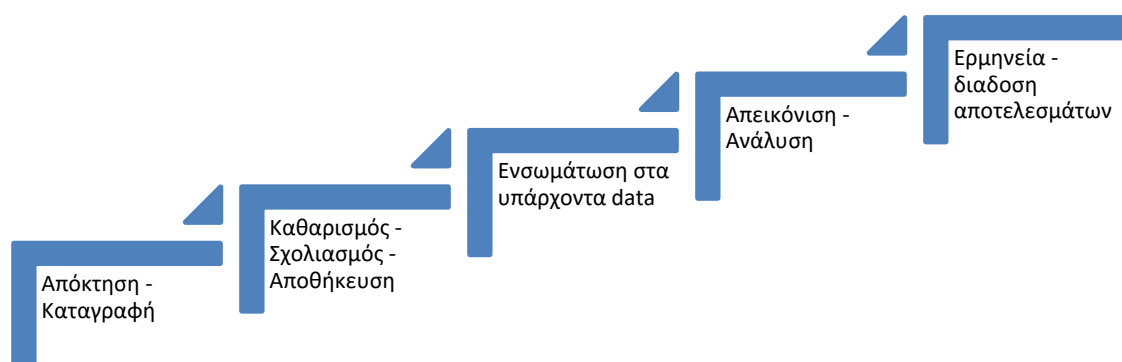 Απόκτηση -
Καταγραφή
Καθαρισμός -
Σχολιασμός -
Αποθήκευση
Ενσωμάτωση στα
υπάρχοντα data
Απεικόνιση -
Ανάλυση
Ερμηνεία -
διαδοση
αποτελεσμάτων